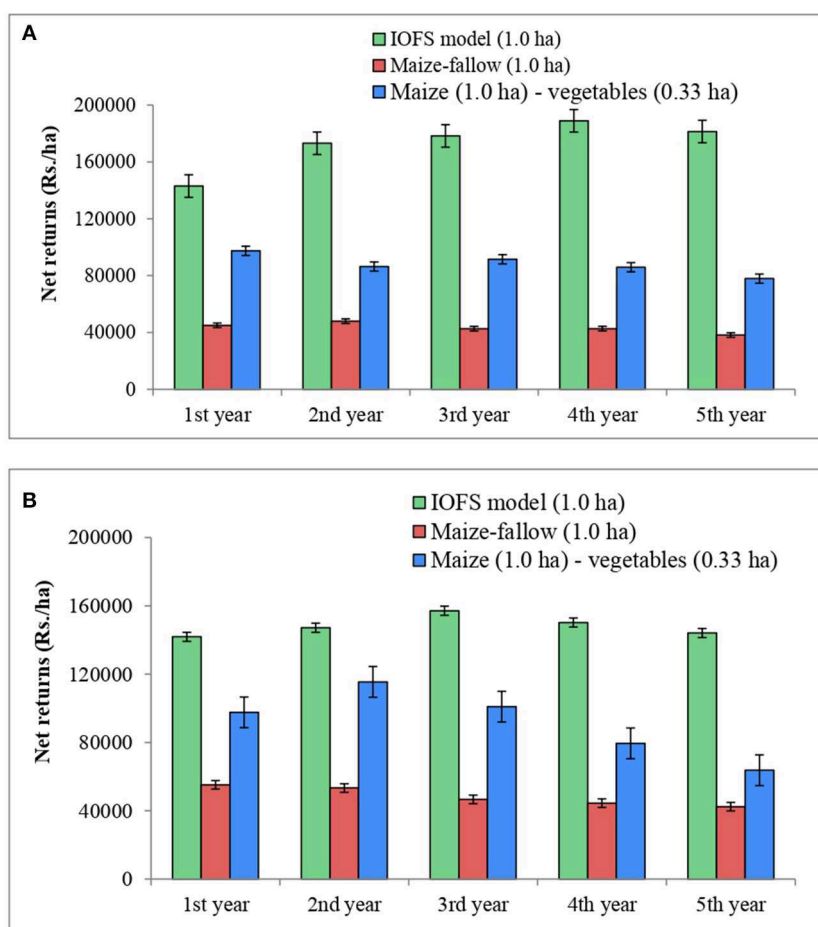 A
IOFS model (1.0 ha)
Maize-fallow (1.0 ha)
Maize (1.0 ha) - vegetables (0.33 ha)
Net returns (Rs./ha)
200000
160000
120000
80000
40000
0
1st year 2nd year 3rd year 4th year 5th year
B
IOFS model (1.0 ha)
Maize-fallow (1.0 ha)
Maize (1.0 ha) - vegetables (0.33 ha)
Net returns (Rs./ha)
200000
160000
120000
80000
40000
0
1st year 2nd year 3rd year 4th year 5th year